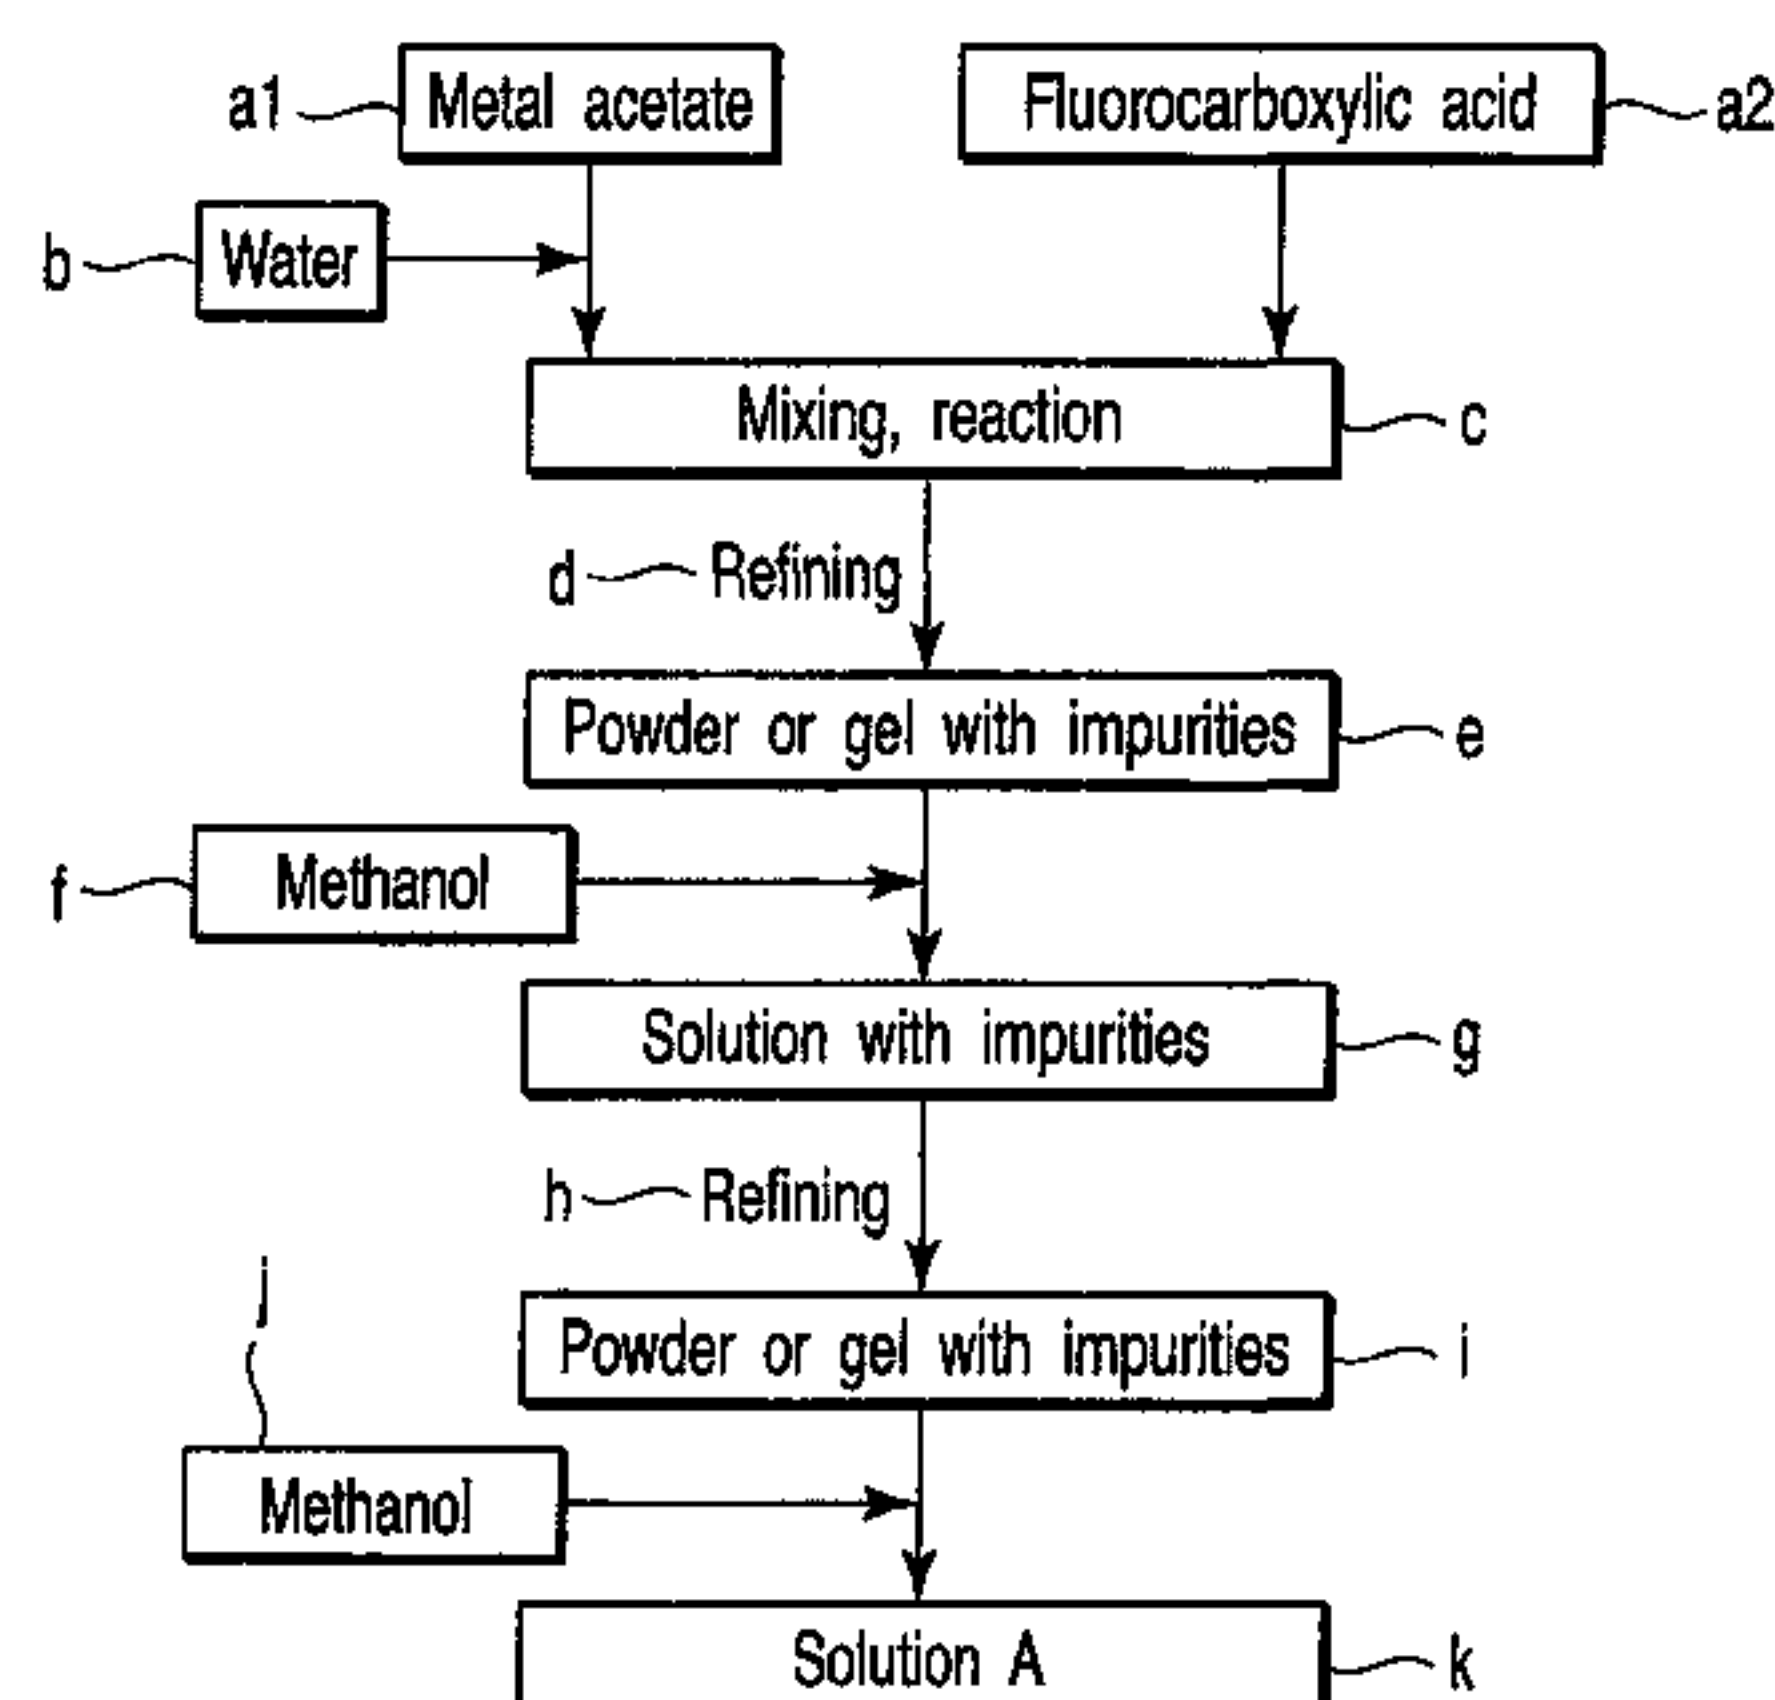 a1 Metal acetate
Fluorocarboxylic acid a2
b Water
Mixing, reaction c
d Refining
Powder or gel with impurities e
f Methanol
Solution with impurities g
h Refining
j
Powder or gel with impurities i
Methanol
Solution A k